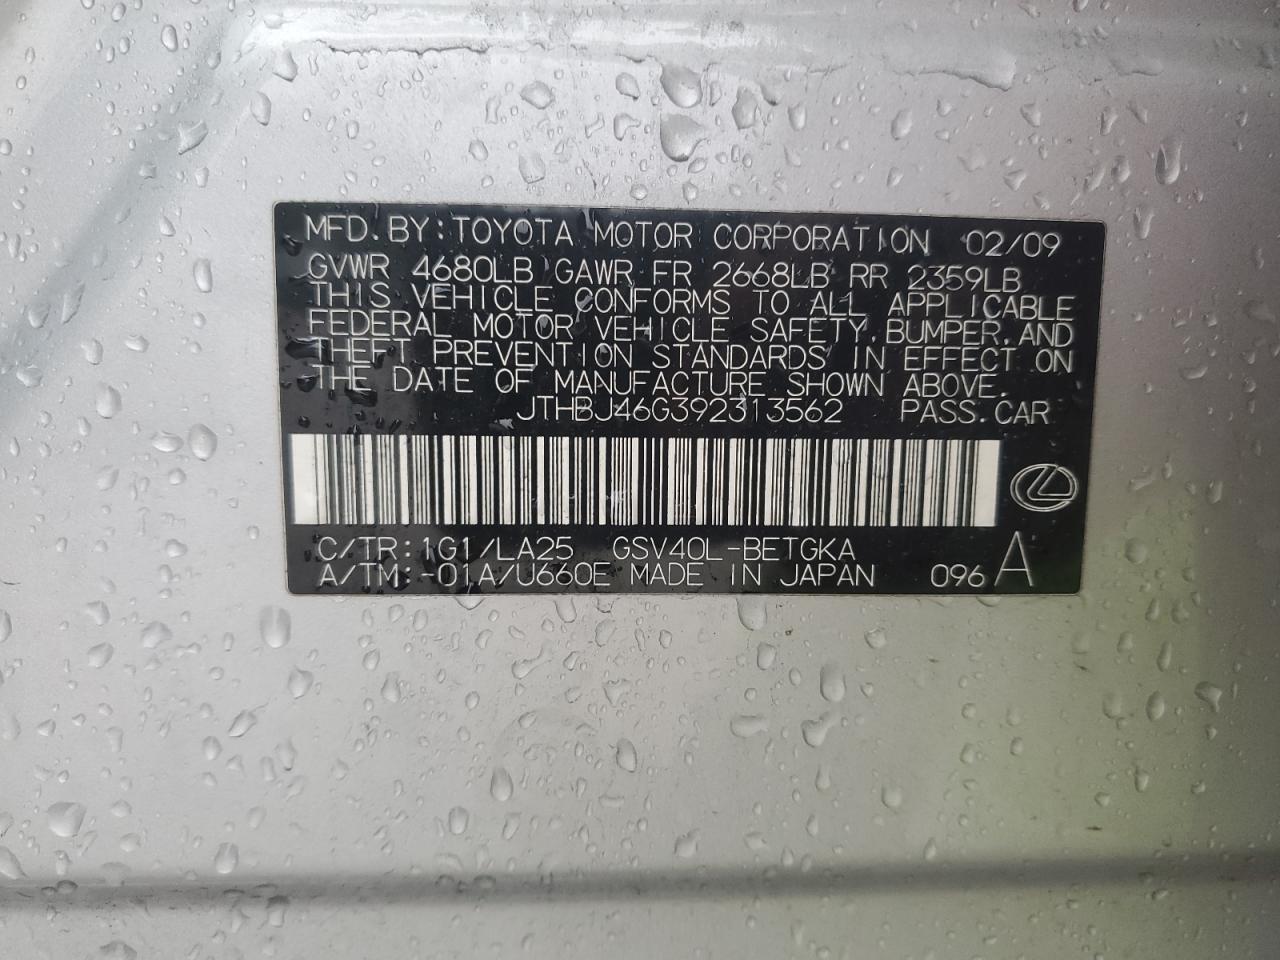 MFD. BY: TOYOTA MOTOR CORPORATION 02/09
GVWR 4680LB GAWR FR 2668LB RR 2359LB
THIS VEHICLE CONFORMS TO ALL APPLICABLE
FEDERAL MOTOR VEHICLE SAFETY, BUMPER, AND
THEFT PREVENTION STANDARDS IN EFFECT ON
THE DATE OF MANUFACTURE SHOWN ABOVE.
JTHBJ46G392313562 PASS. CAR
C/TR: 1G1/LA25 GSV40L-BETGKA
A/TM: -01A/U660E MADE IN JAPAN 096 A